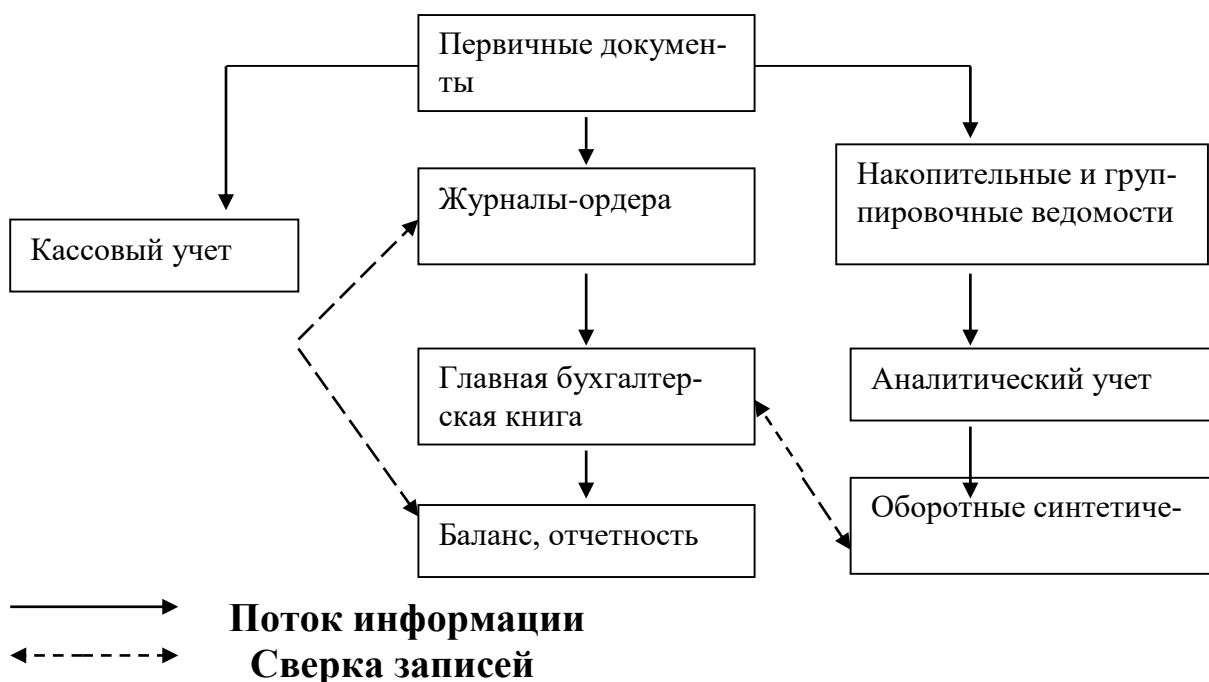 Первичные докумен-
ты
Журналы-ордера
Накопительные и груп-
пировочные ведомости
Кассовый учет
Главная бухгалтер-
ская книга
Аналитический учет
Баланс, отчетность
Оборотные синтетиче-
Поток информации
Сверка записей